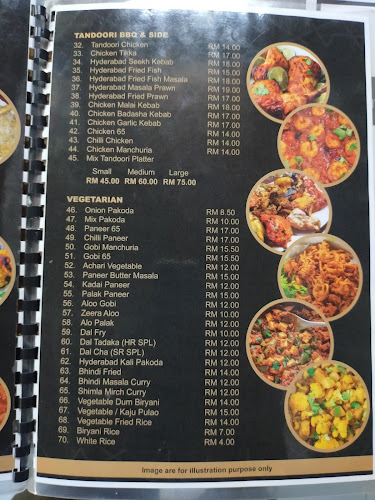 TANDOORI BBQ & SIDE
32. Tandoori Chicken RM 14.00
33. Chicken Tikka RM 17.00
34. Hyderabad Seekh Kebab RM 18.00
35. Hyderabad Fried Fish RM 15.00
36. Hyderabad Fried Fish Masala RM 18.00
37. Hyderabad Masala Prawn RM 19.00
38. Hyderabad Fried Prawn RM 17.00
39. Chicken Malai Kebab RM 18.00
40. Chicken Badasha Kebab RM 17.00
41. Chicken Garlic Kebab RM 17.00
42. Chicken 65 RM 14.00
43. Chilli Chicken RM 14.00
44. Chicken Manchuria RM 14.00
45. Mix Tandoori Platter
Small Medium Large
RM 45.00 RM 60.00 RM 75.00
VEGETARIAN
46. Onion Pakoda RM 8.50
47. Mix Pakoda RM 10.00
48. Paneer 65 RM 17.00
49. Chilli Paneer RM 17.00
50. Gobi Manchuria RM 15.50
51. Gobi 65 RM 15.50
52. Achari Vegetable RM 12.00
53. Paneer Butter Masala RM 15.00
54. Kadai Paneer RM 12.00
55. Palak Paneer RM 15.00
56. Aloo Gobi RM 12.00
57. Zeera Aloo RM 10.00
58. Alo Palak RM 12.00
59. Dal Fry RM 10.00
60. Dal Tadaka (HR SPL) RM 12.00
61. Dal Cha (SR SPL) RM 12.00
62. Hyderabad Kali Pakoda RM 12.00
63. Bhindi Fried RM 14.00
64. Bhindi Masala Curry RM 12.00
65. Shimla Mirch Curry RM 12.00
66. Vegetable Dum Biryani RM 14.00
67. Vegetable / Kaju Pulao RM 15.00
68. Vegetable Fried Rice RM 14.00
69. Biryani Rice RM 7.00
70. White Rice RM 4.00
Image are for illustration purpose only